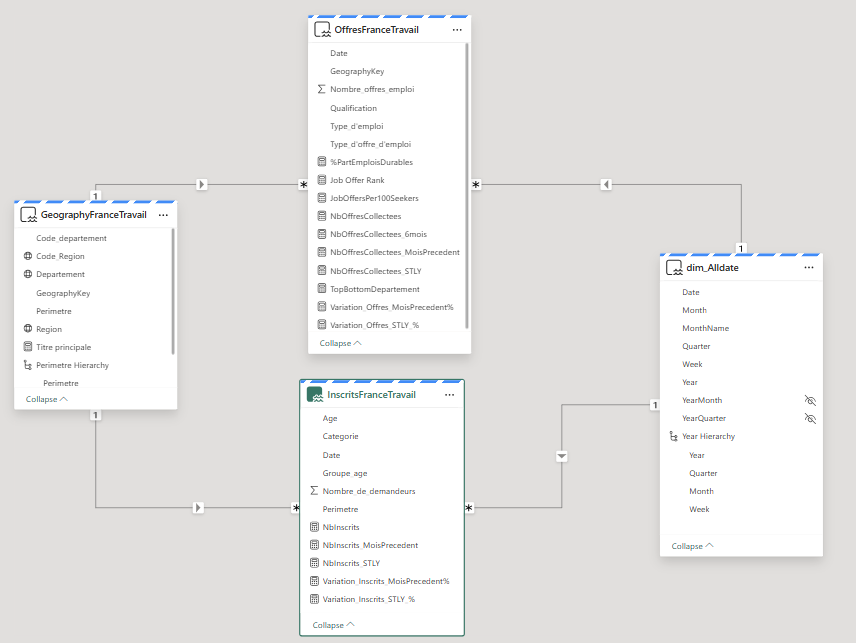 OffresFranceTravail
Date
GeographyKey
Nombre_offres_emploi
Qualification
Type_d'emploi
Type_d'offre_d'emploi
%PartEmploisDurables
Job Offer Rank
JobOffersPer100Seekers
NbOffresCollectees
NbOffresCollectees_6mois
NbOffresCollectees_MoisPrecedent
NbOffresCollectees_STLY
TopBottomDepartement
Variation_Offres_MoisPrecedent%
Variation_Offres_STLY_%
Collapse
1
*
*
1
GeographyFranceTravail
Code_departement
Code_Region
Departement
GeographyKey
Perimetre
Region
Titre principale
Perimetre Hierarchy
Perimetre
Collapse
1
*
dim_Alldate
Date
Month
MonthName
Quarter
Week
Year
YearMonth
YearQuarter
Year Hierarchy
Year
Quarter
Month
Week
Collapse
1
*
InscritsFranceTravail
Age
Categorie
Date
Groupe_age
Nombre_de_demandeurs
Perimetre
NbInscrits
NbInscrits_MoisPrecedent
NbInscrits_STLY
Variation_Inscrits_MoisPrecedent%
Variation_Inscrits_STLY_%
Collapse